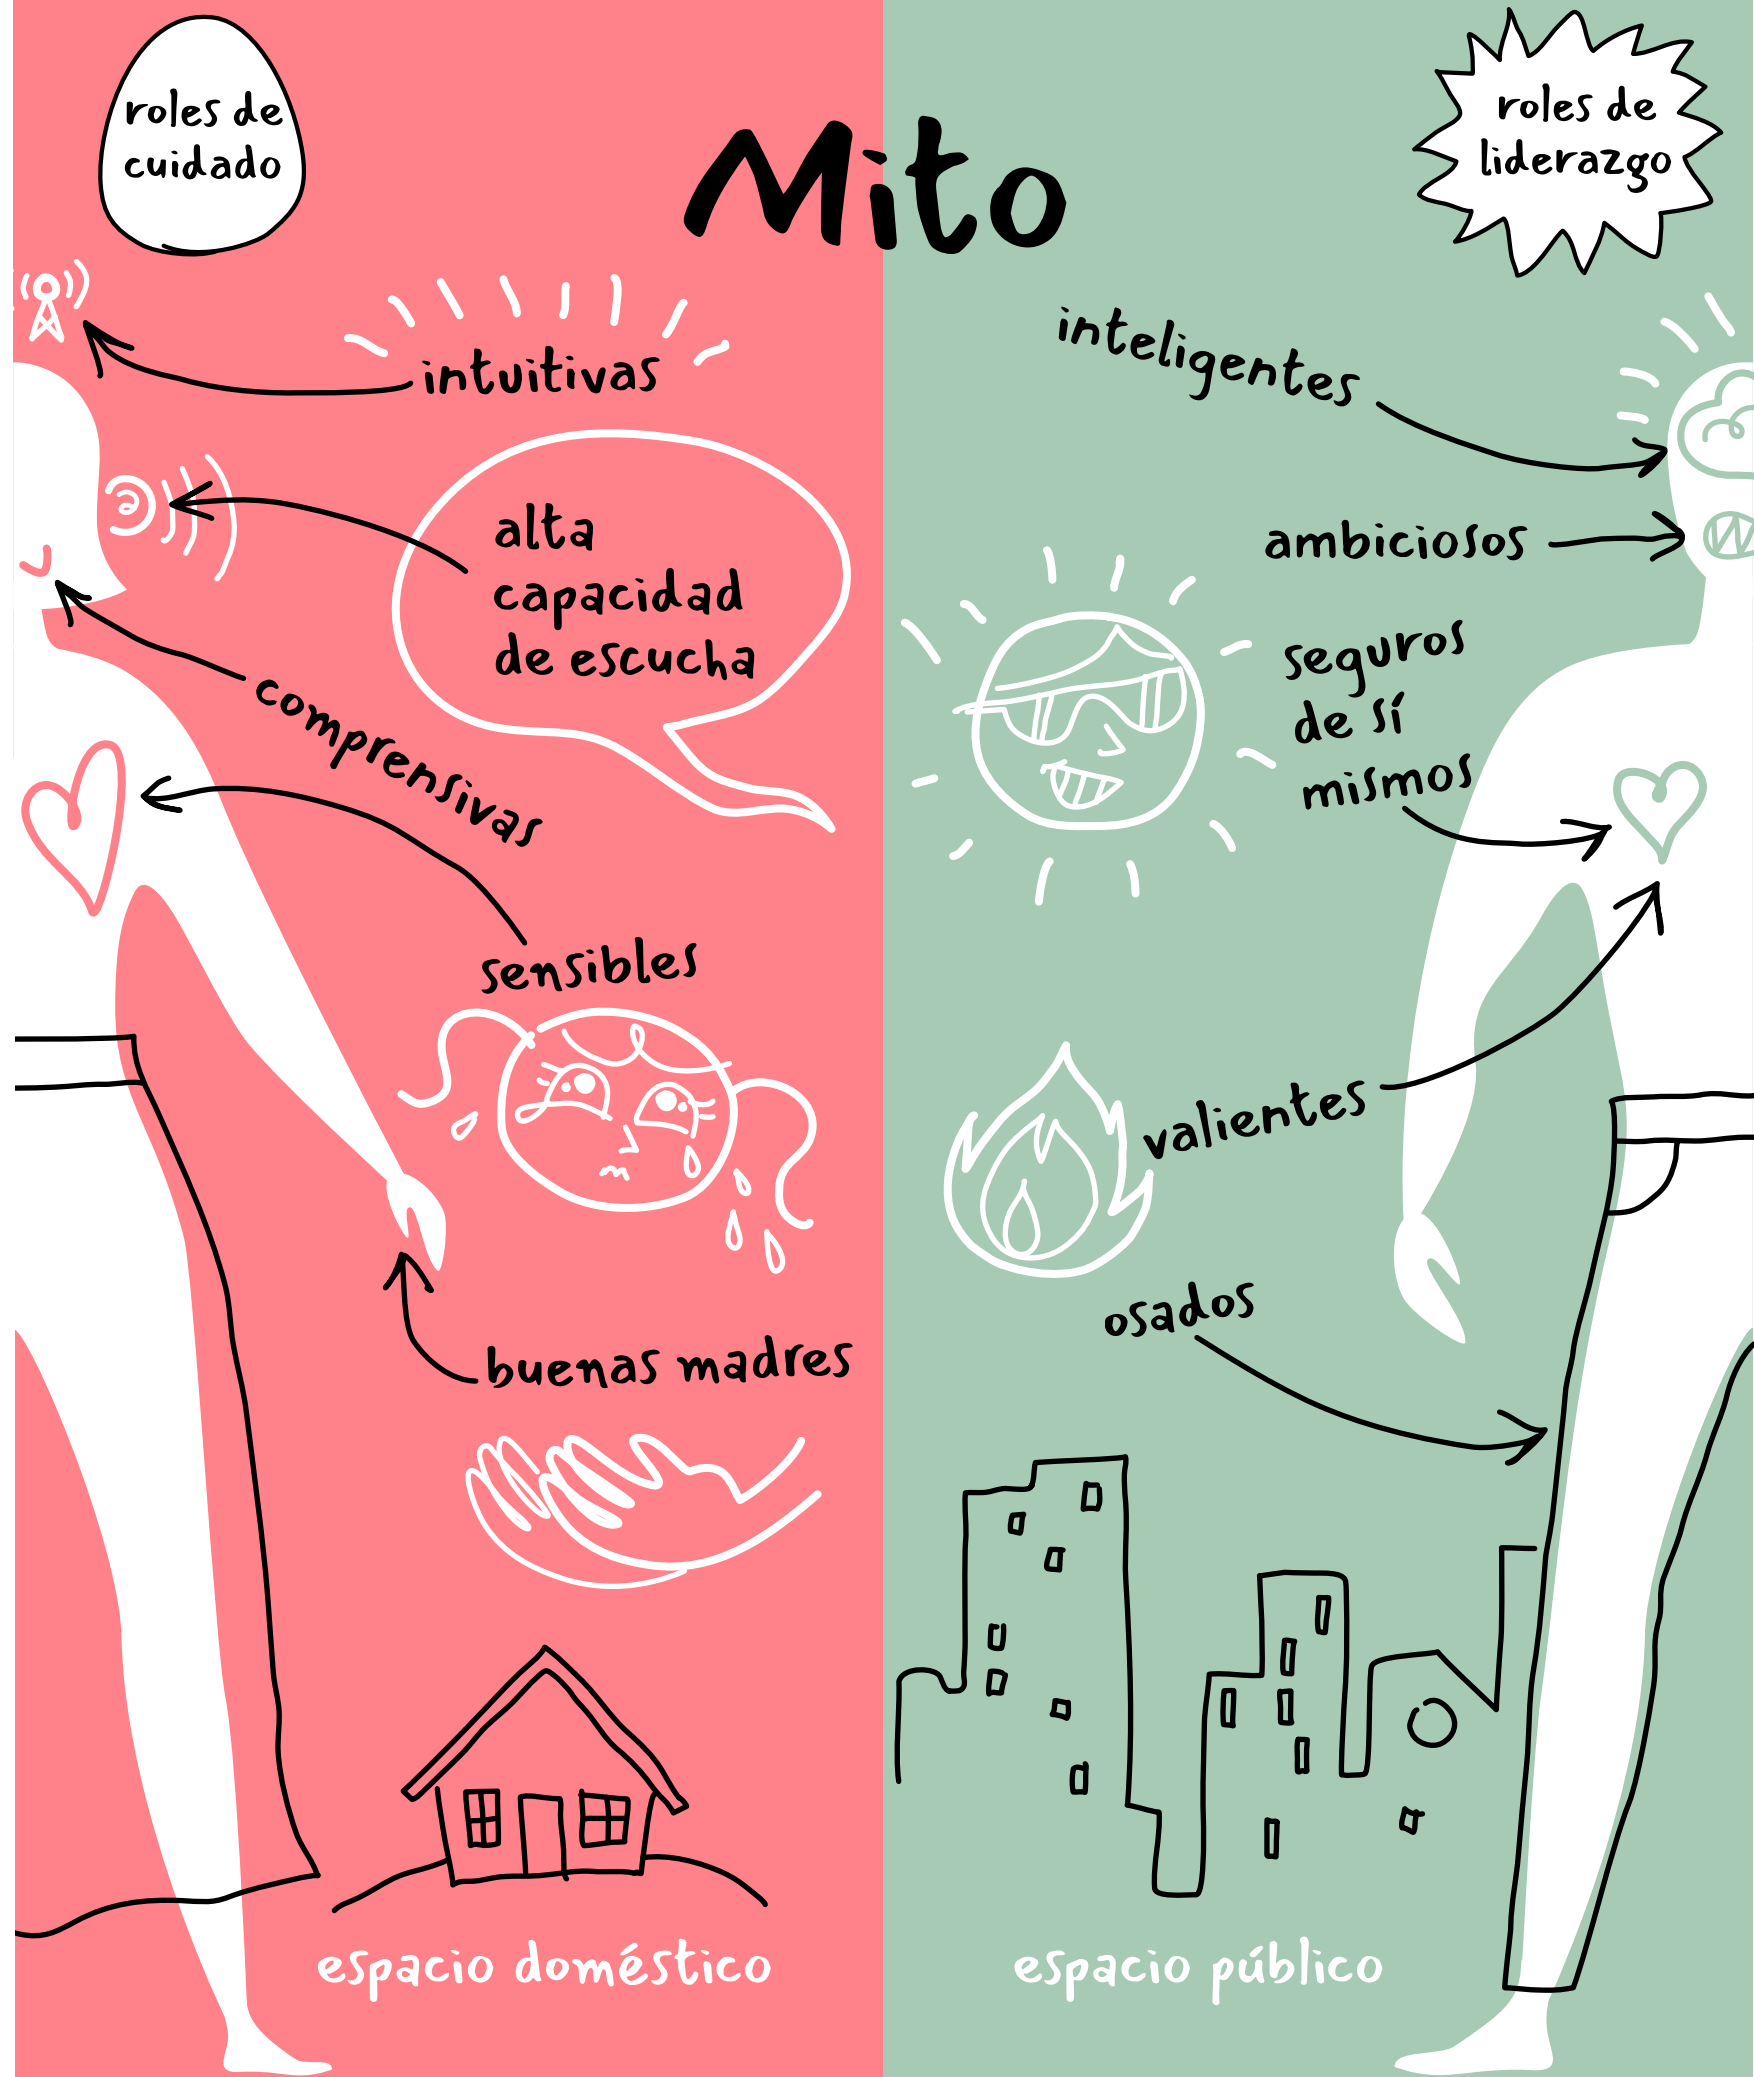 Mito
roles de
cuidado
intuitivas
alta
capacidad
de escucha
comprensivas
sensibles
buenas madres
espacio doméstico
roles de
liderazgo
inteligentes
ambiciosos
seguros
de sí
mismos
valientes
osados
espacio público